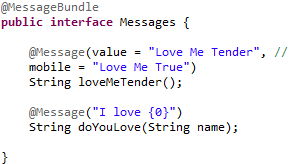 @MessageBundle
public interface Messages {
@Message(value = "Love Me Tender", //
mobile = "Love Me True")
String loveMeTender();
@Message("I love {0}")
String doYouLove(String name);
}